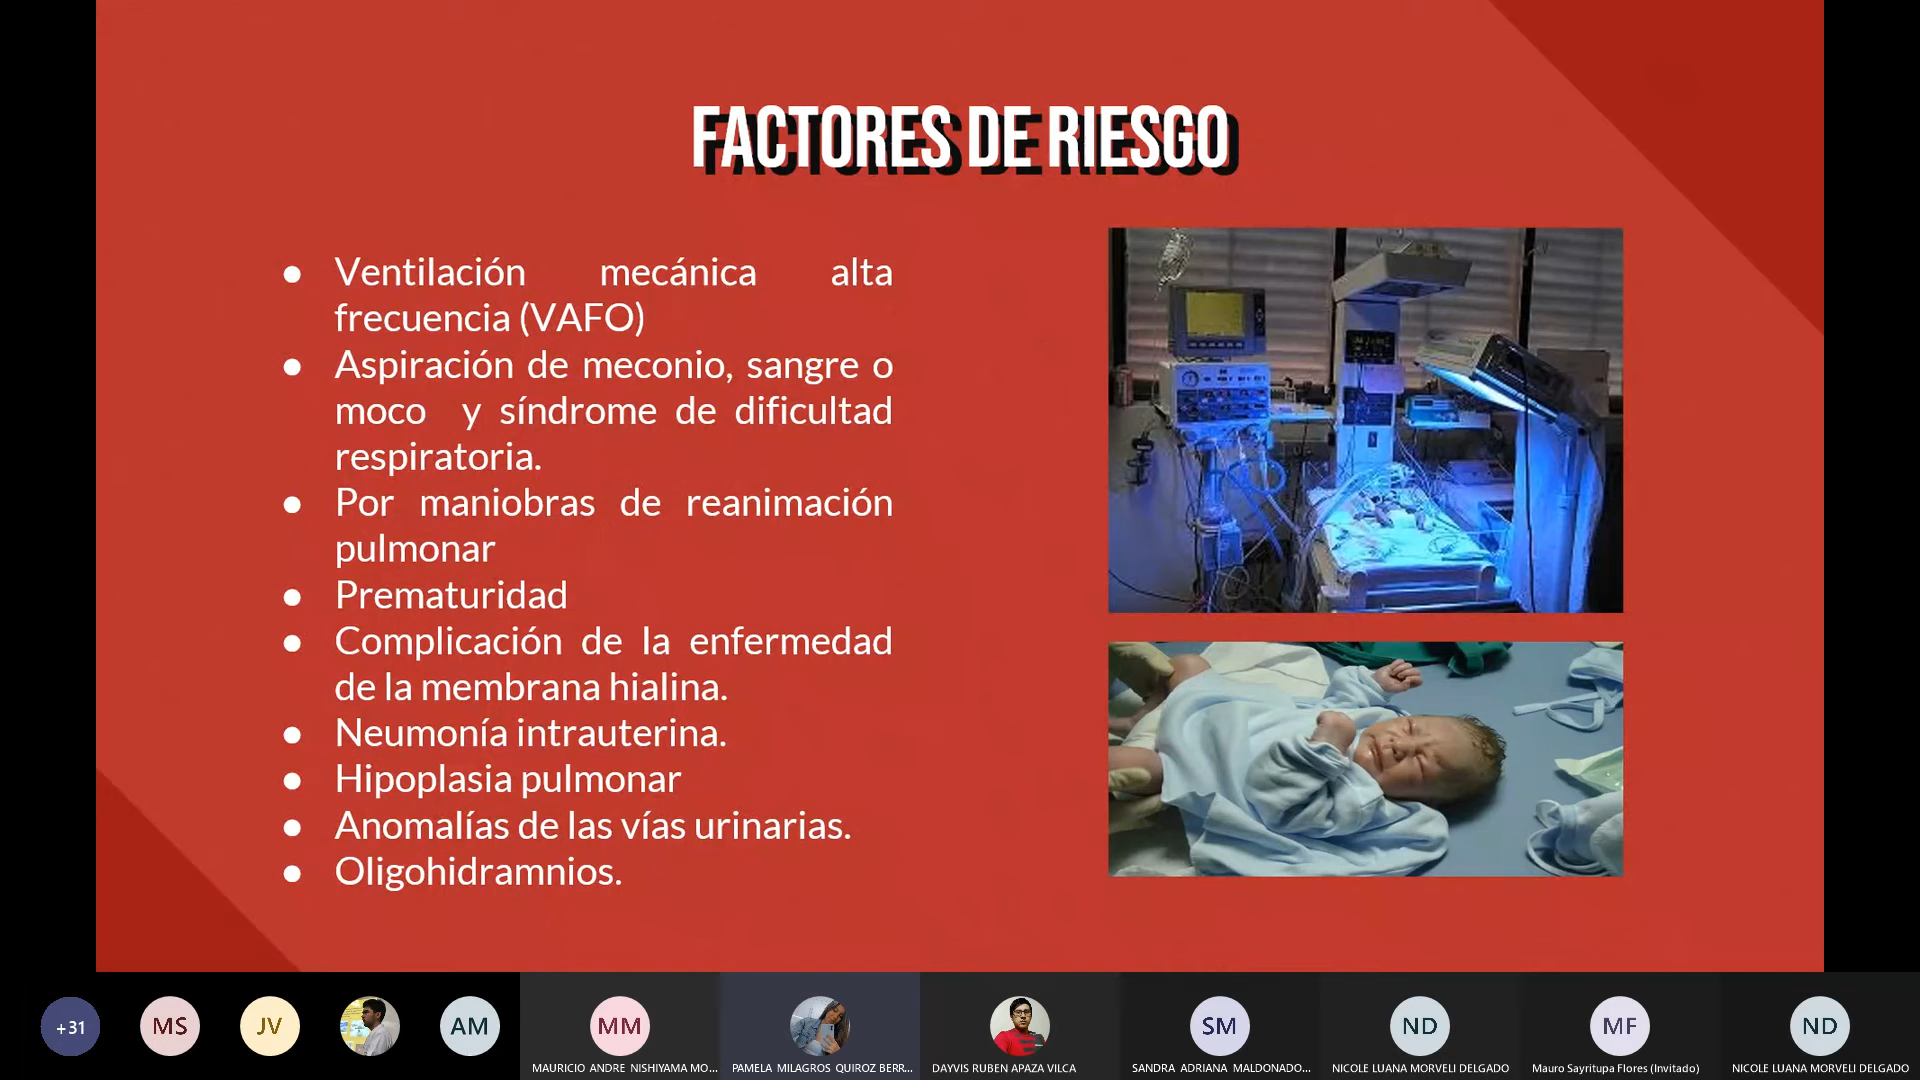 FACTORES DE RIESGO
● Ventilación mecánica alta
frecuencia (VAFO)
● Aspiración de meconio, sangre o
moco y síndrome de dificultad
respiratoria.
● Por maniobras de reanimación
pulmonar
● Prematuridad
● Complicación de la enfermedad
de la membrana hialina.
● Neumonía intrauterina.
● Hipoplasia pulmonar
● Anomalías de las vías urinarias.
● Oligohidramnios.
+31
MS
JV
AM
MM
SM
ND
MF
ND
MAURICIO ANDRE NISHIYAMA MO...
PAMELA MILAGROS QUIROZ BERR...
DAYVIS RUBEN APAZA VILCA
SANDRA ADRIANA MALDONADO...
NICOLE LUANA MORVELI DELGADO
Mauro Sayritupa Flores (Invitado)
NICOLE LUANA MORVELI DELGADO